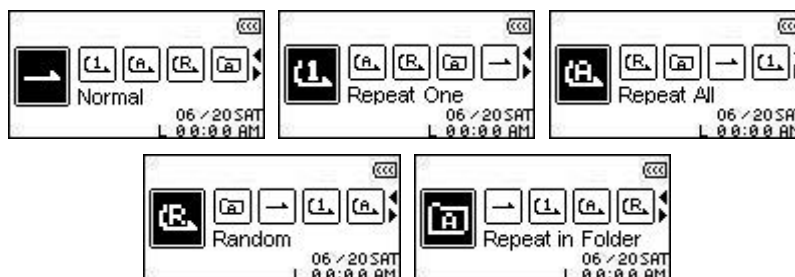 Normal
06/20SAT
L 00:00 AM
Repeat One
06/20SAT
L 00:00 AM
Repeat All
06/20SA
L 00:00 AM
Random
06/20SAT
L 00:00 AM
Repeat in Folder
06/20SAT
L 00:00 AM